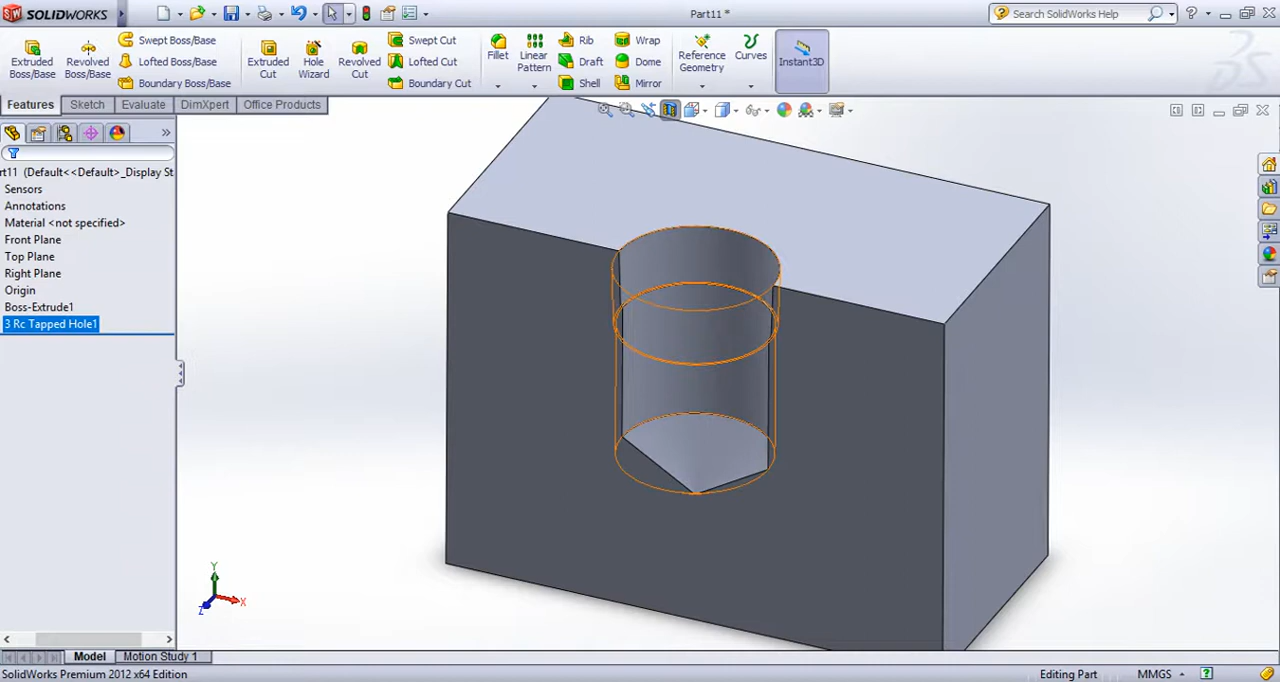 SOLIDWORKS
Part11 *
Search SolidWorks Help
Extruded Boss/Base
Revolved Boss/Base
Swept Boss/Base
Lofted Boss/Base
Boundary Boss/Base
Extruded Cut
Hole Wizard
Revolved Cut
Swept Cut
Lofted Cut
Boundary Cut
Fillet
Linear Pattern
Rib
Draft
Shell
Wrap
Dome
Mirror
Reference Geometry
Curves
Instant3D
Features
Sketch
Evaluate
DimXpert
Office Products
rt11 (Default<<Default>_Display St
Sensors
Annotations
Material <not specified>
Front Plane
Top Plane
Right Plane
Origin
Boss-Extrude1
3 Rc Tapped Hole1
Y
X
Z
Model
Motion Study 1
SolidWorks Premium 2012 x64 Edition
Editing Part
MMGS